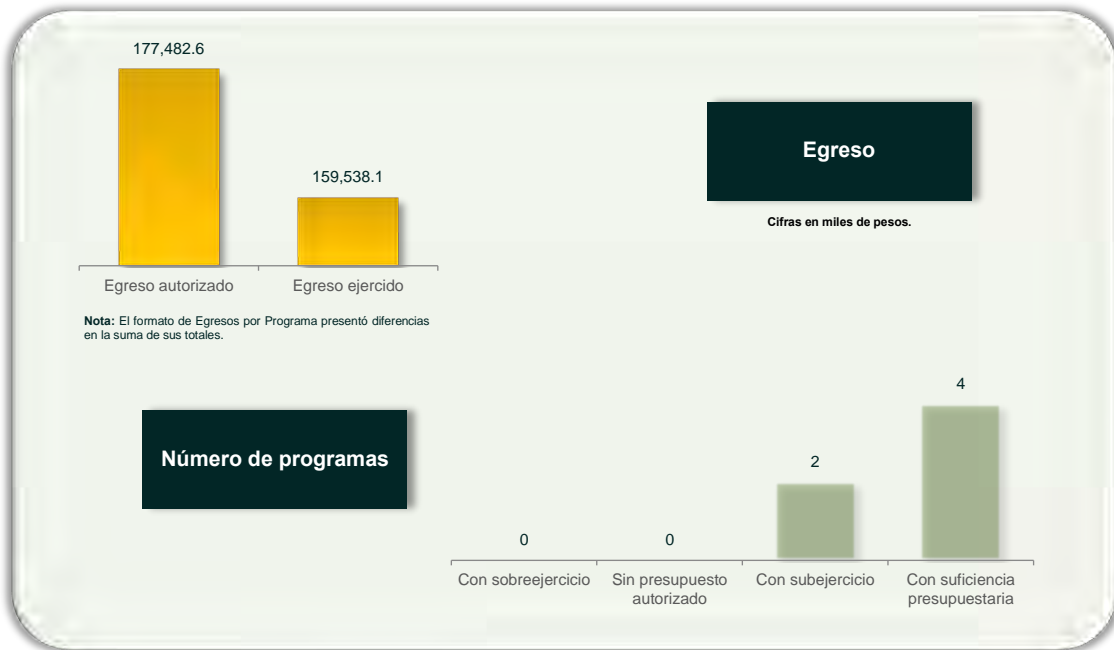 177,482.6
159,538.1
Egreso autorizado
Egreso ejercido
Nota: El formato de Egresos por Programa presentó diferencias
en la suma de sus totales.
Egreso
Cifras en miles de pesos.
Número de programas
0
0
2
4
Con sobreejercicio
Sin presupuesto
autorizado
Con subejercicio
Con suficiencia
presupuestaria